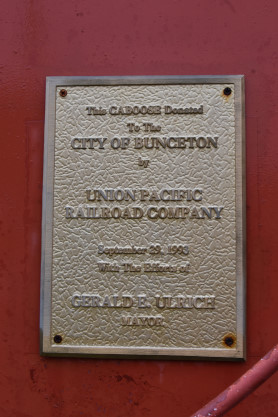 This CABOOSE Donated
To The
CITY OF BUNCETON
by
UNION PACIFIC
RAILROAD COMPANY
September 29, 1993
With The Efforts of
GERALD E. ULRICH
MAYOR